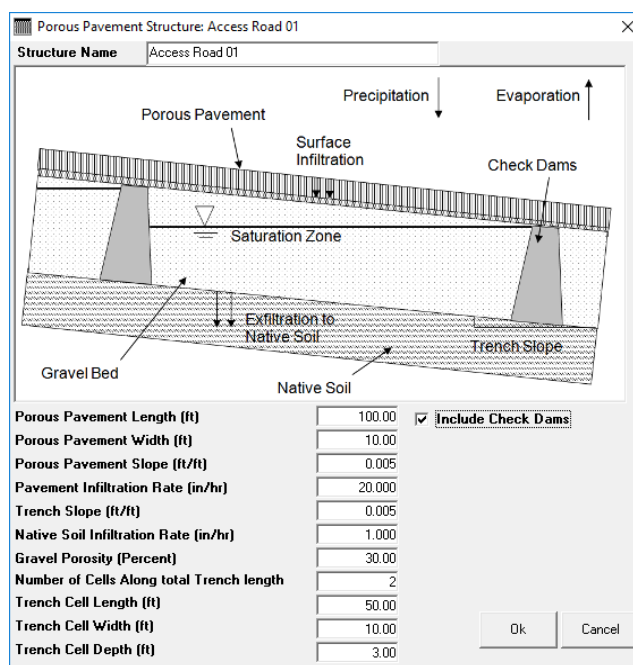 Porous Pavement Structure: Access Road 01
Structure Name Access Road 01
Precipitation
Evaporation
Porous Pavement
Surface
Infiltration
Check Dams
Saturation Zone
Exfiltration to
Native Soil
Trench Slope
Gravel Bed
Native Soil
Porous Pavement Length (ft) 100.00
Include Check Dams
Porous Pavement Width (ft) 10.00
Porous Pavement Slope (ft/ft) 0.005
Pavement Infiltration Rate (in/hr) 20.000
Trench Slope (ft/ft) 0.005
Native Soil Infiltration Rate (in/hr) 1.000
Gravel Porosity (Percent) 30.00
Number of Cells Along total Trench length 2
Trench Cell Length (ft) 50.00
Trench Cell Width (ft) 10.00
Ok Cancel
Trench Cell Depth (ft) 3.00